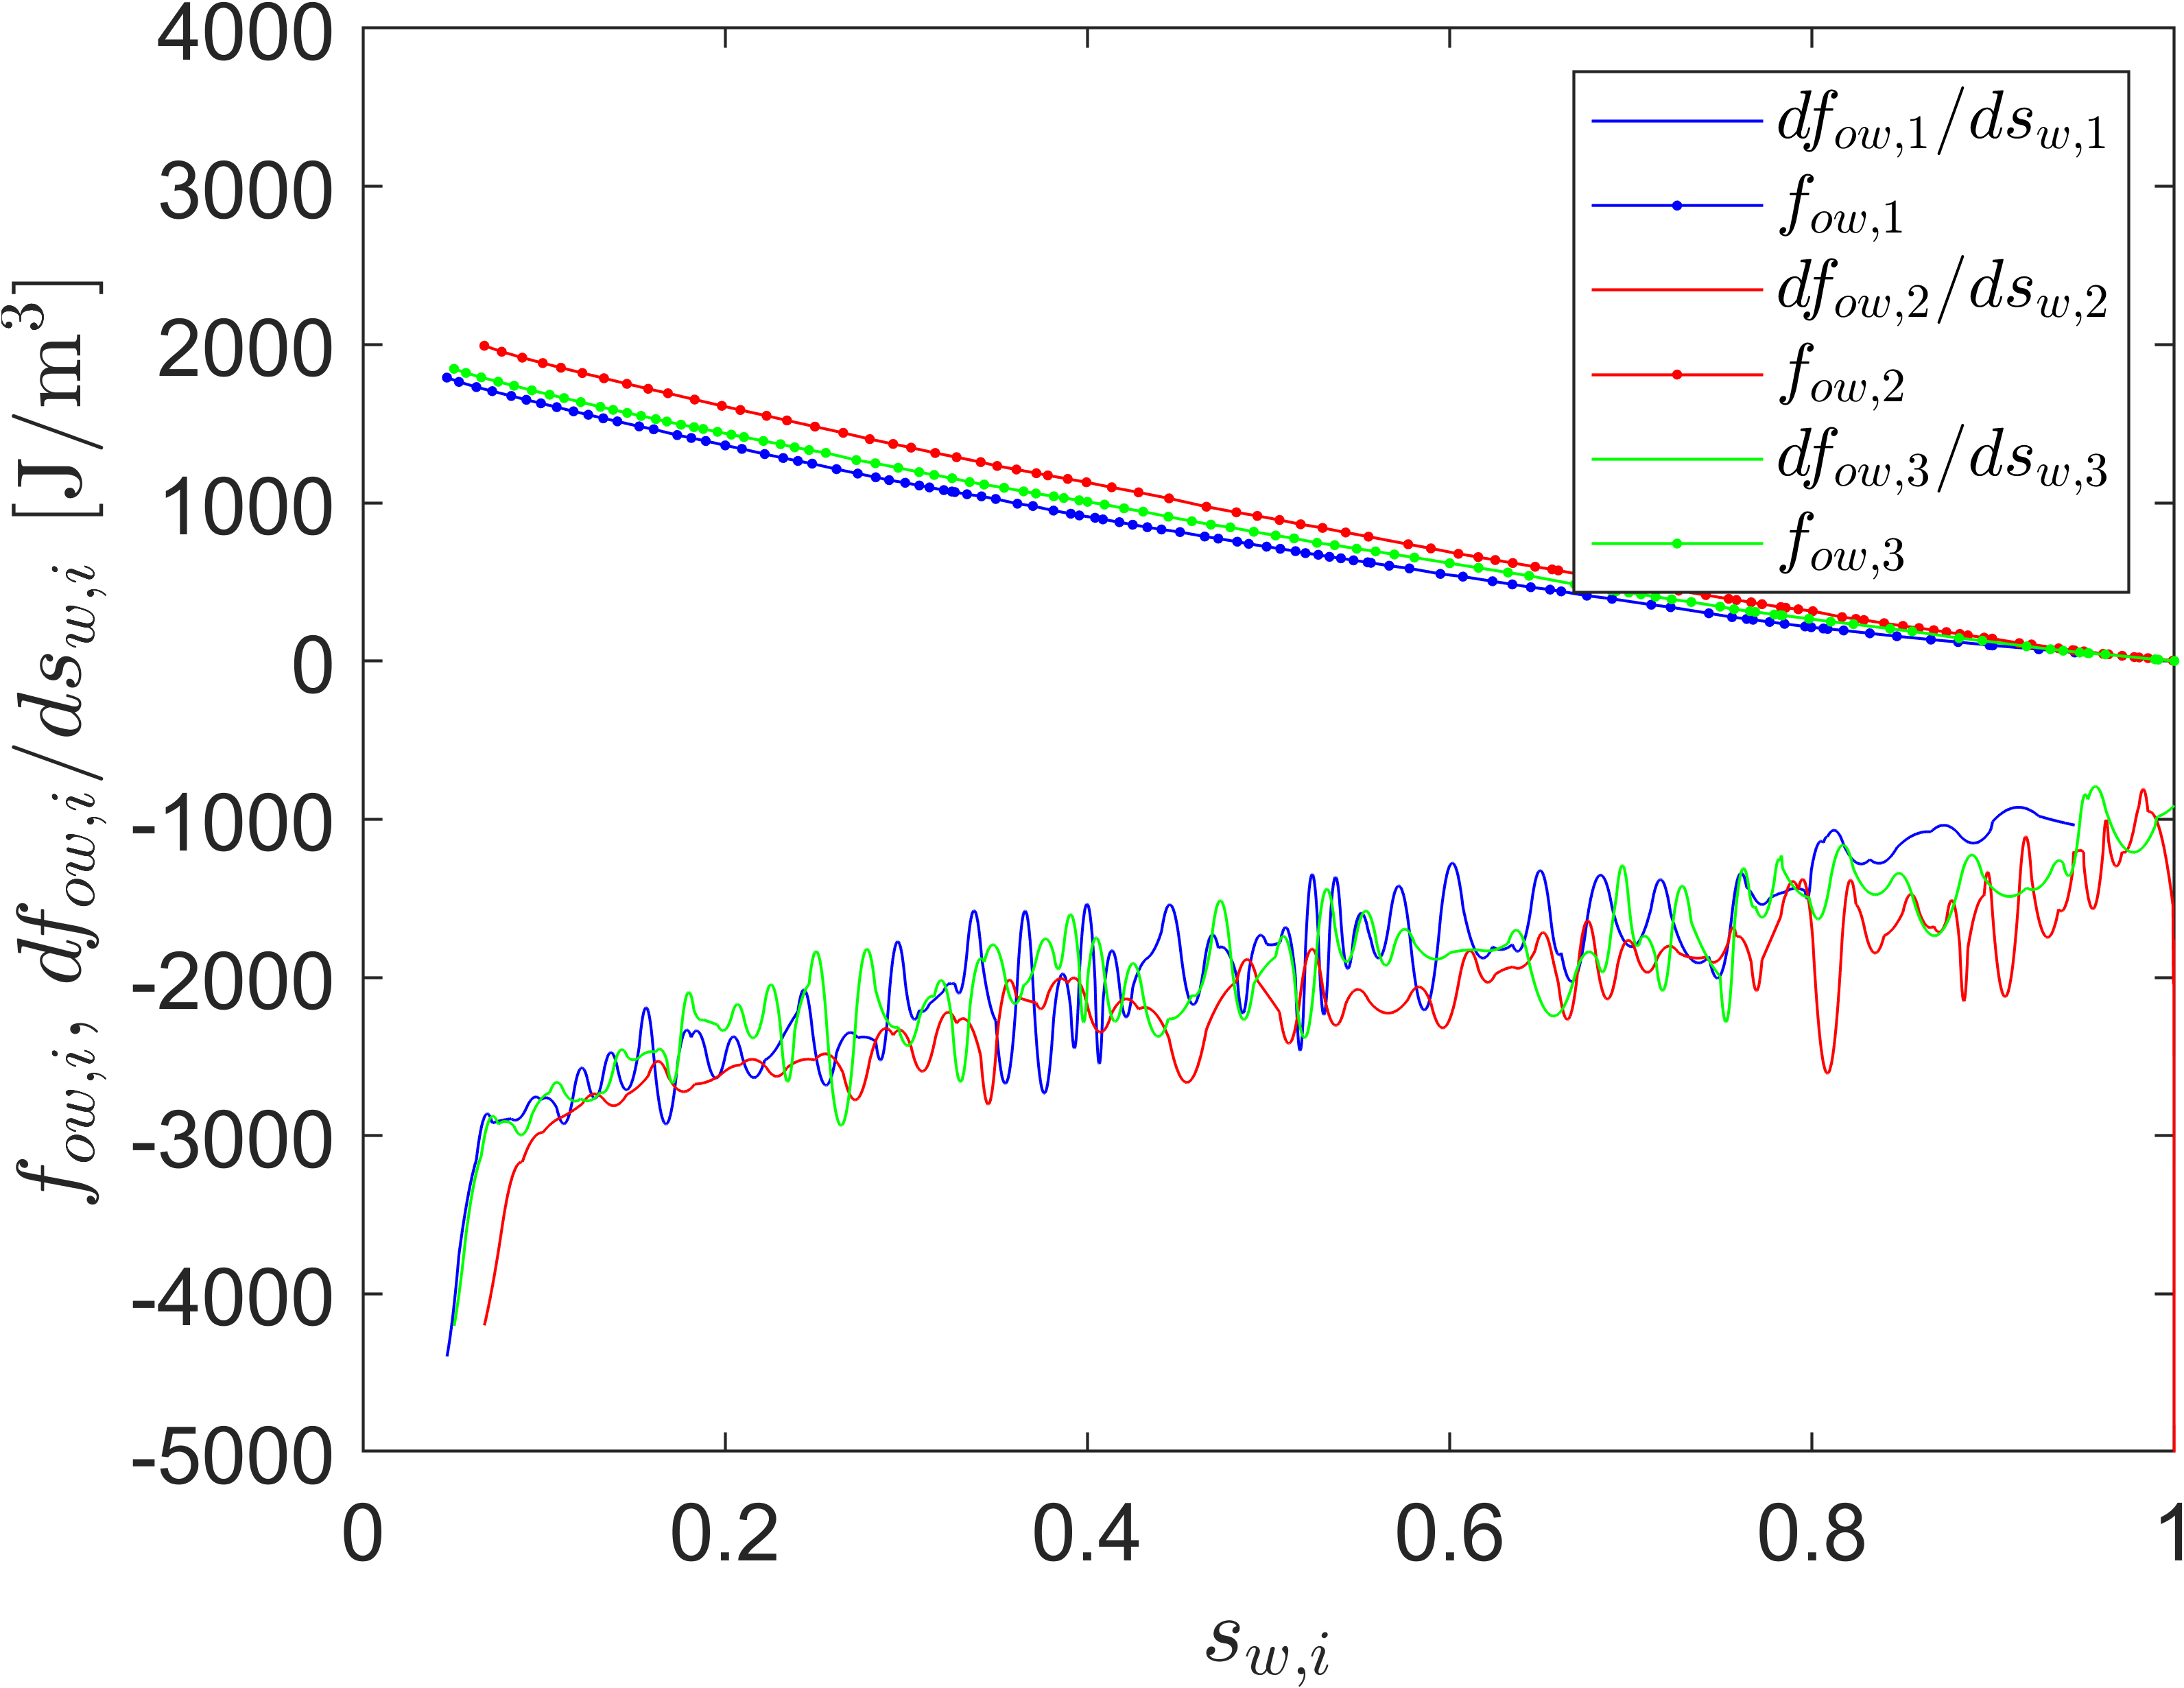 4000
3000
2000
1000
0
-1000
-2000
-3000
-4000
-5000
f_{ow,i}, df_{ow,i}/ds_{w,i} [J/m^3]
df_{ow,1}/ds_{w,1}
f_{ow,1}
df_{ow,2}/ds_{w,2}
f_{ow,2}
df_{ow,3}/ds_{w,3}
f_{ow,3}
0 0.2 0.4 0.6 0.8 1
s_{w,i}